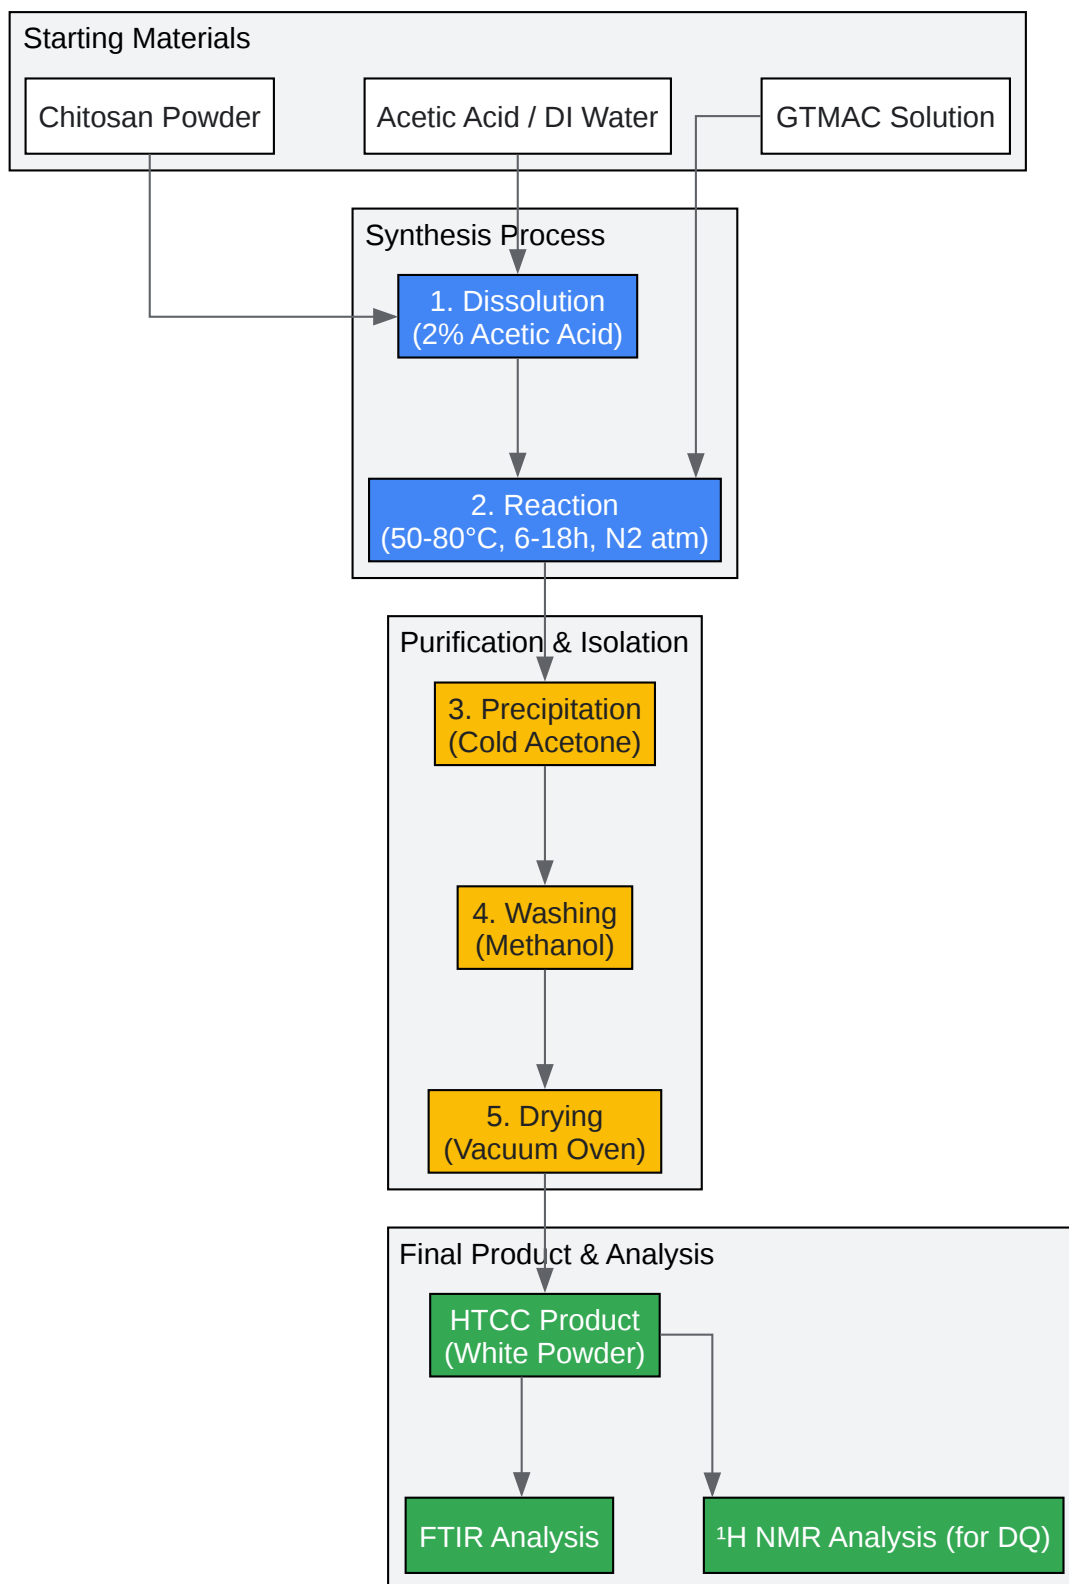 Starting Materials
Chitosan Powder
Acetic Acid / DI Water
GTMAC Solution
Synthesis Process
1. Dissolution
(2% Acetic Acid)
2. Reaction
(50-80°C, 6-18h, N2 atm)
Purification & Isolation
3. Precipitation
(Cold Acetone)
4. Washing
(Methanol)
5. Drying
(Vacuum Oven)
Final Product & Analysis
HTCC Product
(White Powder)
FTIR Analysis
¹H NMR Analysis (for DQ)